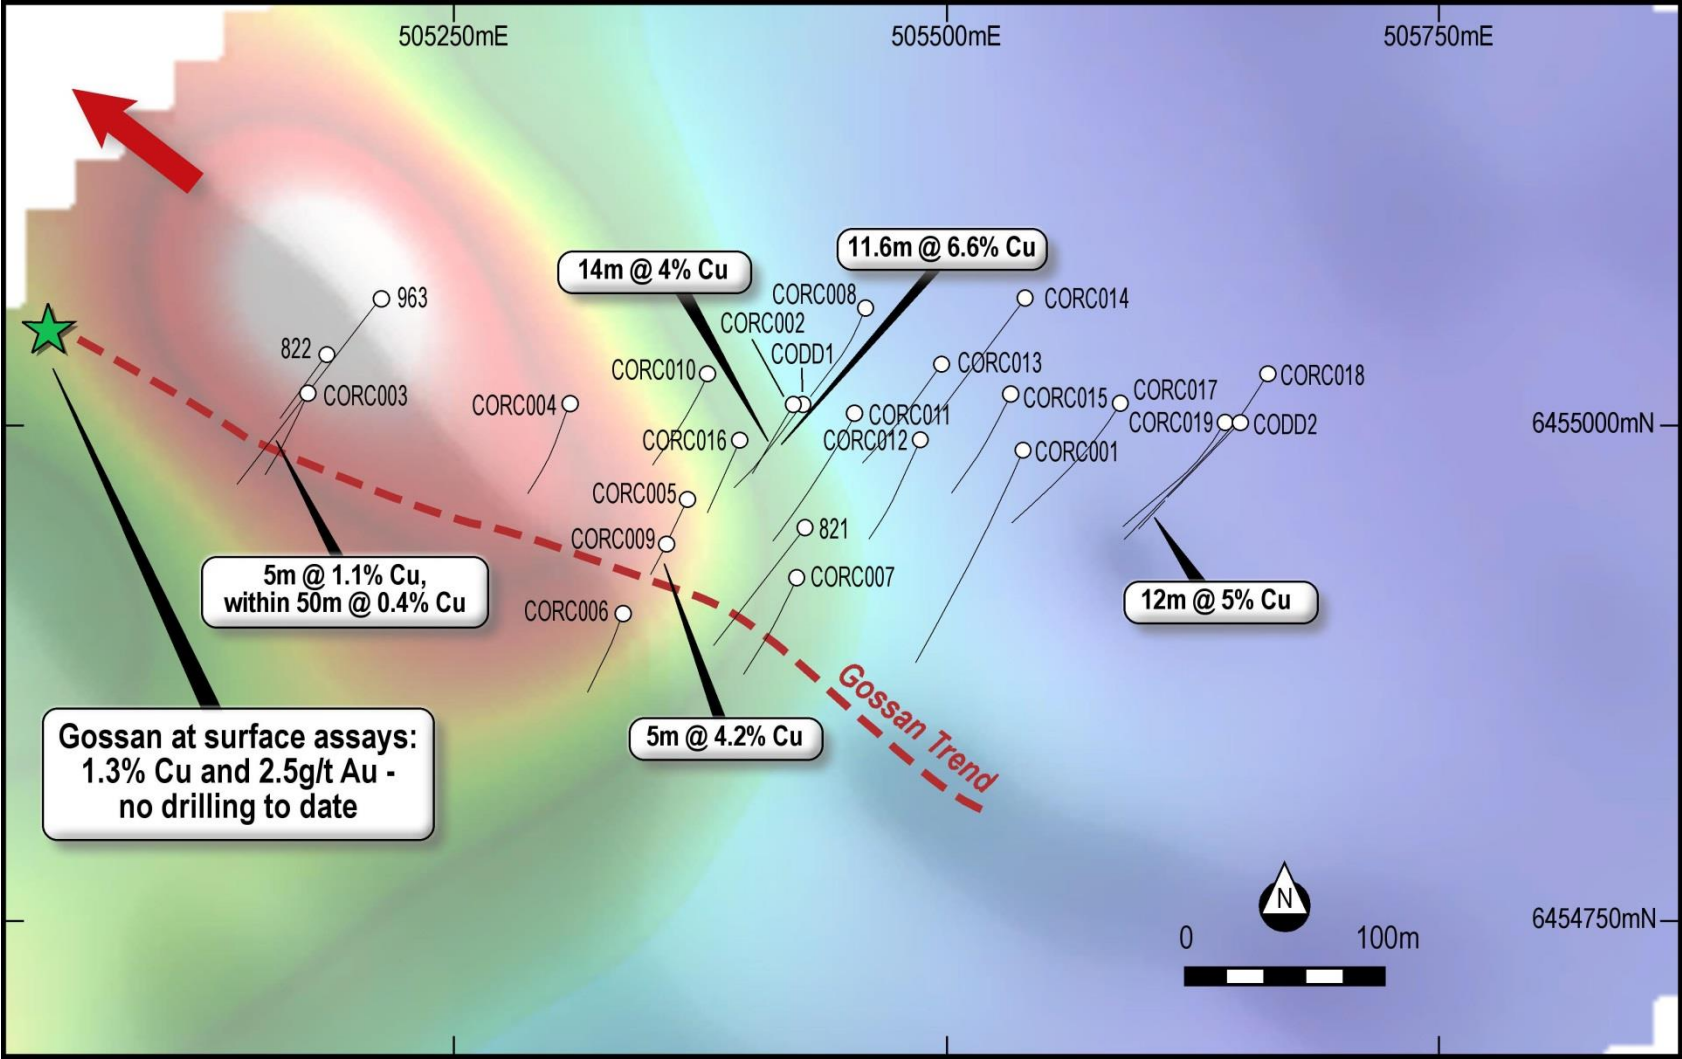 505250mE
505500mE
505750mE
14m @ 4% Cu
11.6m @ 6.6% Cu
963
CORC008
CORC014
CORC002
822
CODD1
CORC010
CORC013
CORC018
CORC003
CORC004
CORC015
CORC017
CORC011
CORC019
CODD2
6455000mN
CORC016
CORC012
CORC001
CORC005
CORC009
821
CORC007
5m @ 1.1% Cu,
within 50m @ 0.4% Cu
CORC006
12m @ 5% Cu
Gossan Trend
Gossan at surface assays:
1.3% Cu and 2.5g/t Au -
no drilling to date
5m @ 4.2% Cu
N
6454750mN
0
100m